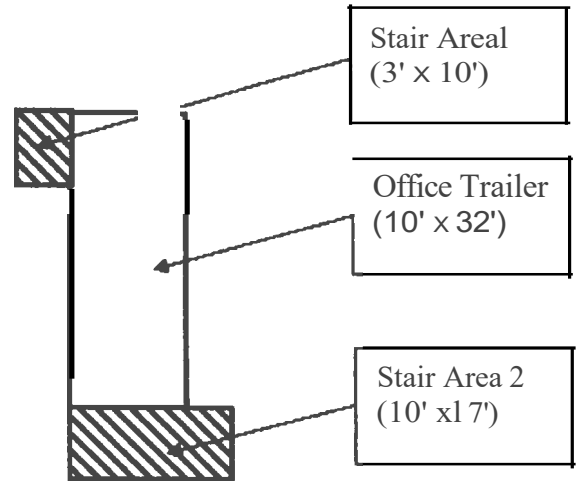 Stair Areal
(3' x 10')
Office Trailer
(10' x 32')
Stair Area 2
(10' xl 7')